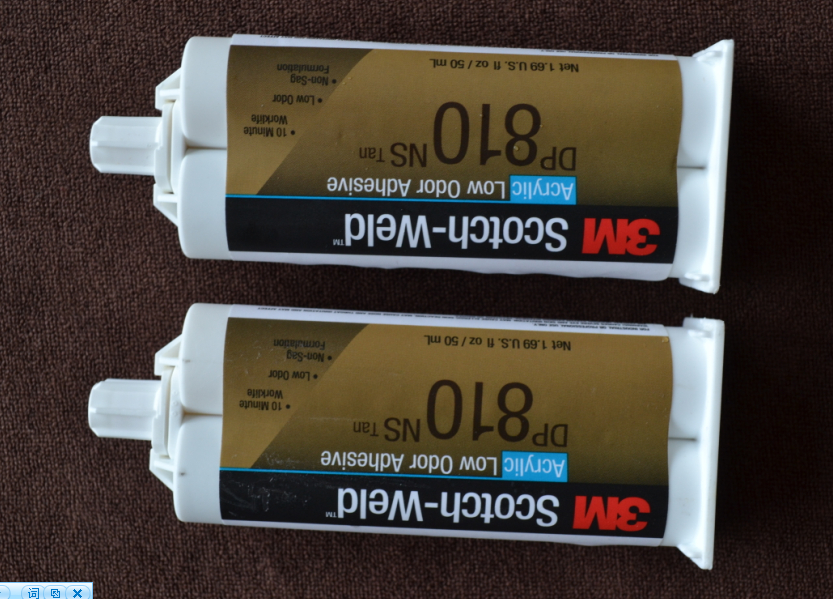 3M Scotch-Weld™
Acrylic Low Odor Adhesive
DP810 NS Tan
• 10 Minute
Worklife
• Low Odor
• Non-Sag
Formulation
Net 1.69 U.S. fl oz / 50 mL
3M Scotch-Weld™
Acrylic Low Odor Adhesive
DP810 NS Tan
• 10 Minute
Worklife
• Low Odor
• Non-Sag
Formulation
Net 1.69 U.S. fl oz / 50 mL
词